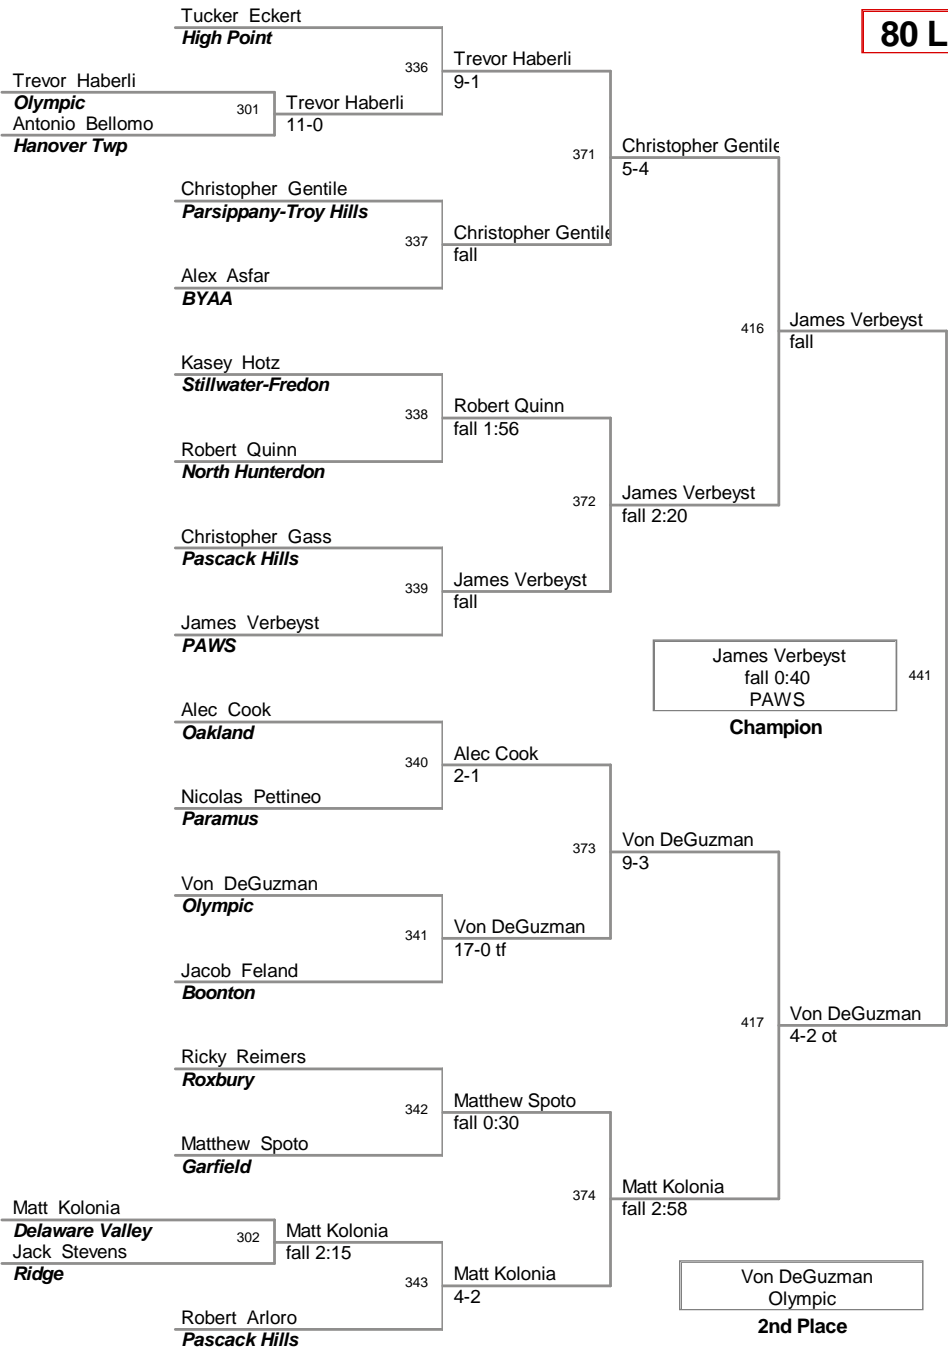 Tucker Eckert
High Point
80 L
336
Trevor Haberli
9-1
Trevor Haberli
Olympic
301
Trevor Haberli
11-0
Antonio Bellomo
Hanover Twp
371
Christopher Gentile
5-4
Christopher Gentile
Parsippany-Troy Hills
337
Christopher Gentile
fall
Alex Asfar
BYAA
416
James Verbeyst
fall
Kasey Hotz
Stillwater-Fredon
338
Robert Quinn
fall 1:56
Robert Quinn
North Hunterdon
372
James Verbeyst
fall 2:20
Christopher Gass
Pascack Hills
339
James Verbeyst
fall
James Verbeyst
PAWS
James Verbeyst
fall 0:40
PAWS
441
Champion
Alec Cook
Oakland
340
Alec Cook
2-1
Nicolas Pettineo
Paramus
373
Von DeGuzman
9-3
Von DeGuzman
Olympic
341
Von DeGuzman
17-0 tf
Jacob Feland
Boonton
417
Von DeGuzman
4-2 ot
Ricky Reimers
Roxbury
342
Matthew Spoto
fall 0:30
Matthew Spoto
Garfield
374
Matt Kolonia
fall 2:58
Matt Kolonia
Delaware Valley
302
Matt Kolonia
fall 2:15
Jack Stevens
Ridge
343
Matt Kolonia
4-2
Robert Arloro
Pascack Hills
Von DeGuzman
Olympic
2nd Place